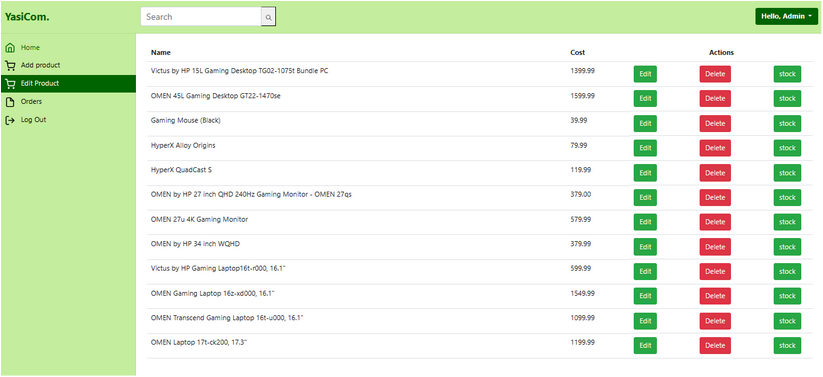 YasiCom.
Search
Hello, Admin
Home
Add product
Edit Product
Orders
Log Out
Name Cost Actions
Victus by HP 15L Gaming Desktop TG02-1075t Bundle PC 1399.99 Edit Delete stock
OMEN 45L Gaming Desktop GT22-1470se 1599.99 Edit Delete stock
Gaming Mouse (Black) 39.99 Edit Delete stock
HyperX Alloy Origins 79.99 Edit Delete stock
HyperX QuadCast S 119.99 Edit Delete stock
OMEN by HP 27 inch QHD 240Hz Gaming Monitor - OMEN 27qs 379.00 Edit Delete stock
OMEN 27u 4K Gaming Monitor 579.99 Edit Delete stock
OMEN by HP 34 inch WQHD 379.99 Edit Delete stock
Victus by HP Gaming Laptop16t-r000, 16.1" 599.99 Edit Delete stock
OMEN Gaming Laptop 16z-xd000, 16.1" 1549.99 Edit Delete stock
OMEN Transcend Gaming Laptop 16t-u000, 16.1" 1099.99 Edit Delete stock
OMEN Laptop 17t-ck200, 17.3" 1199.99 Edit Delete stock